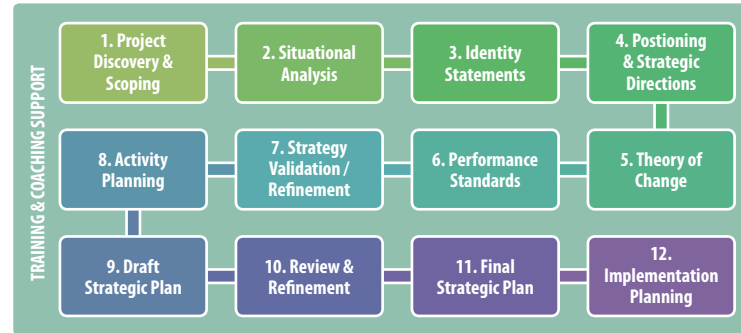 TRAINING & COACHING SUPPORT
1. Project
Discovery &
Scoping
2. Situational
Analysis
3. Identity
Statements
4. Postioning
& Strategic
Directions
5. Theory of
Change
6. Performance
Standards
7. Strategy
Validation /
Refinement
8. Activity
Planning
9. Draft
Strategic Plan
10. Review &
Refinement
11. Final
Strategic Plan
12.
Implementation
Planning